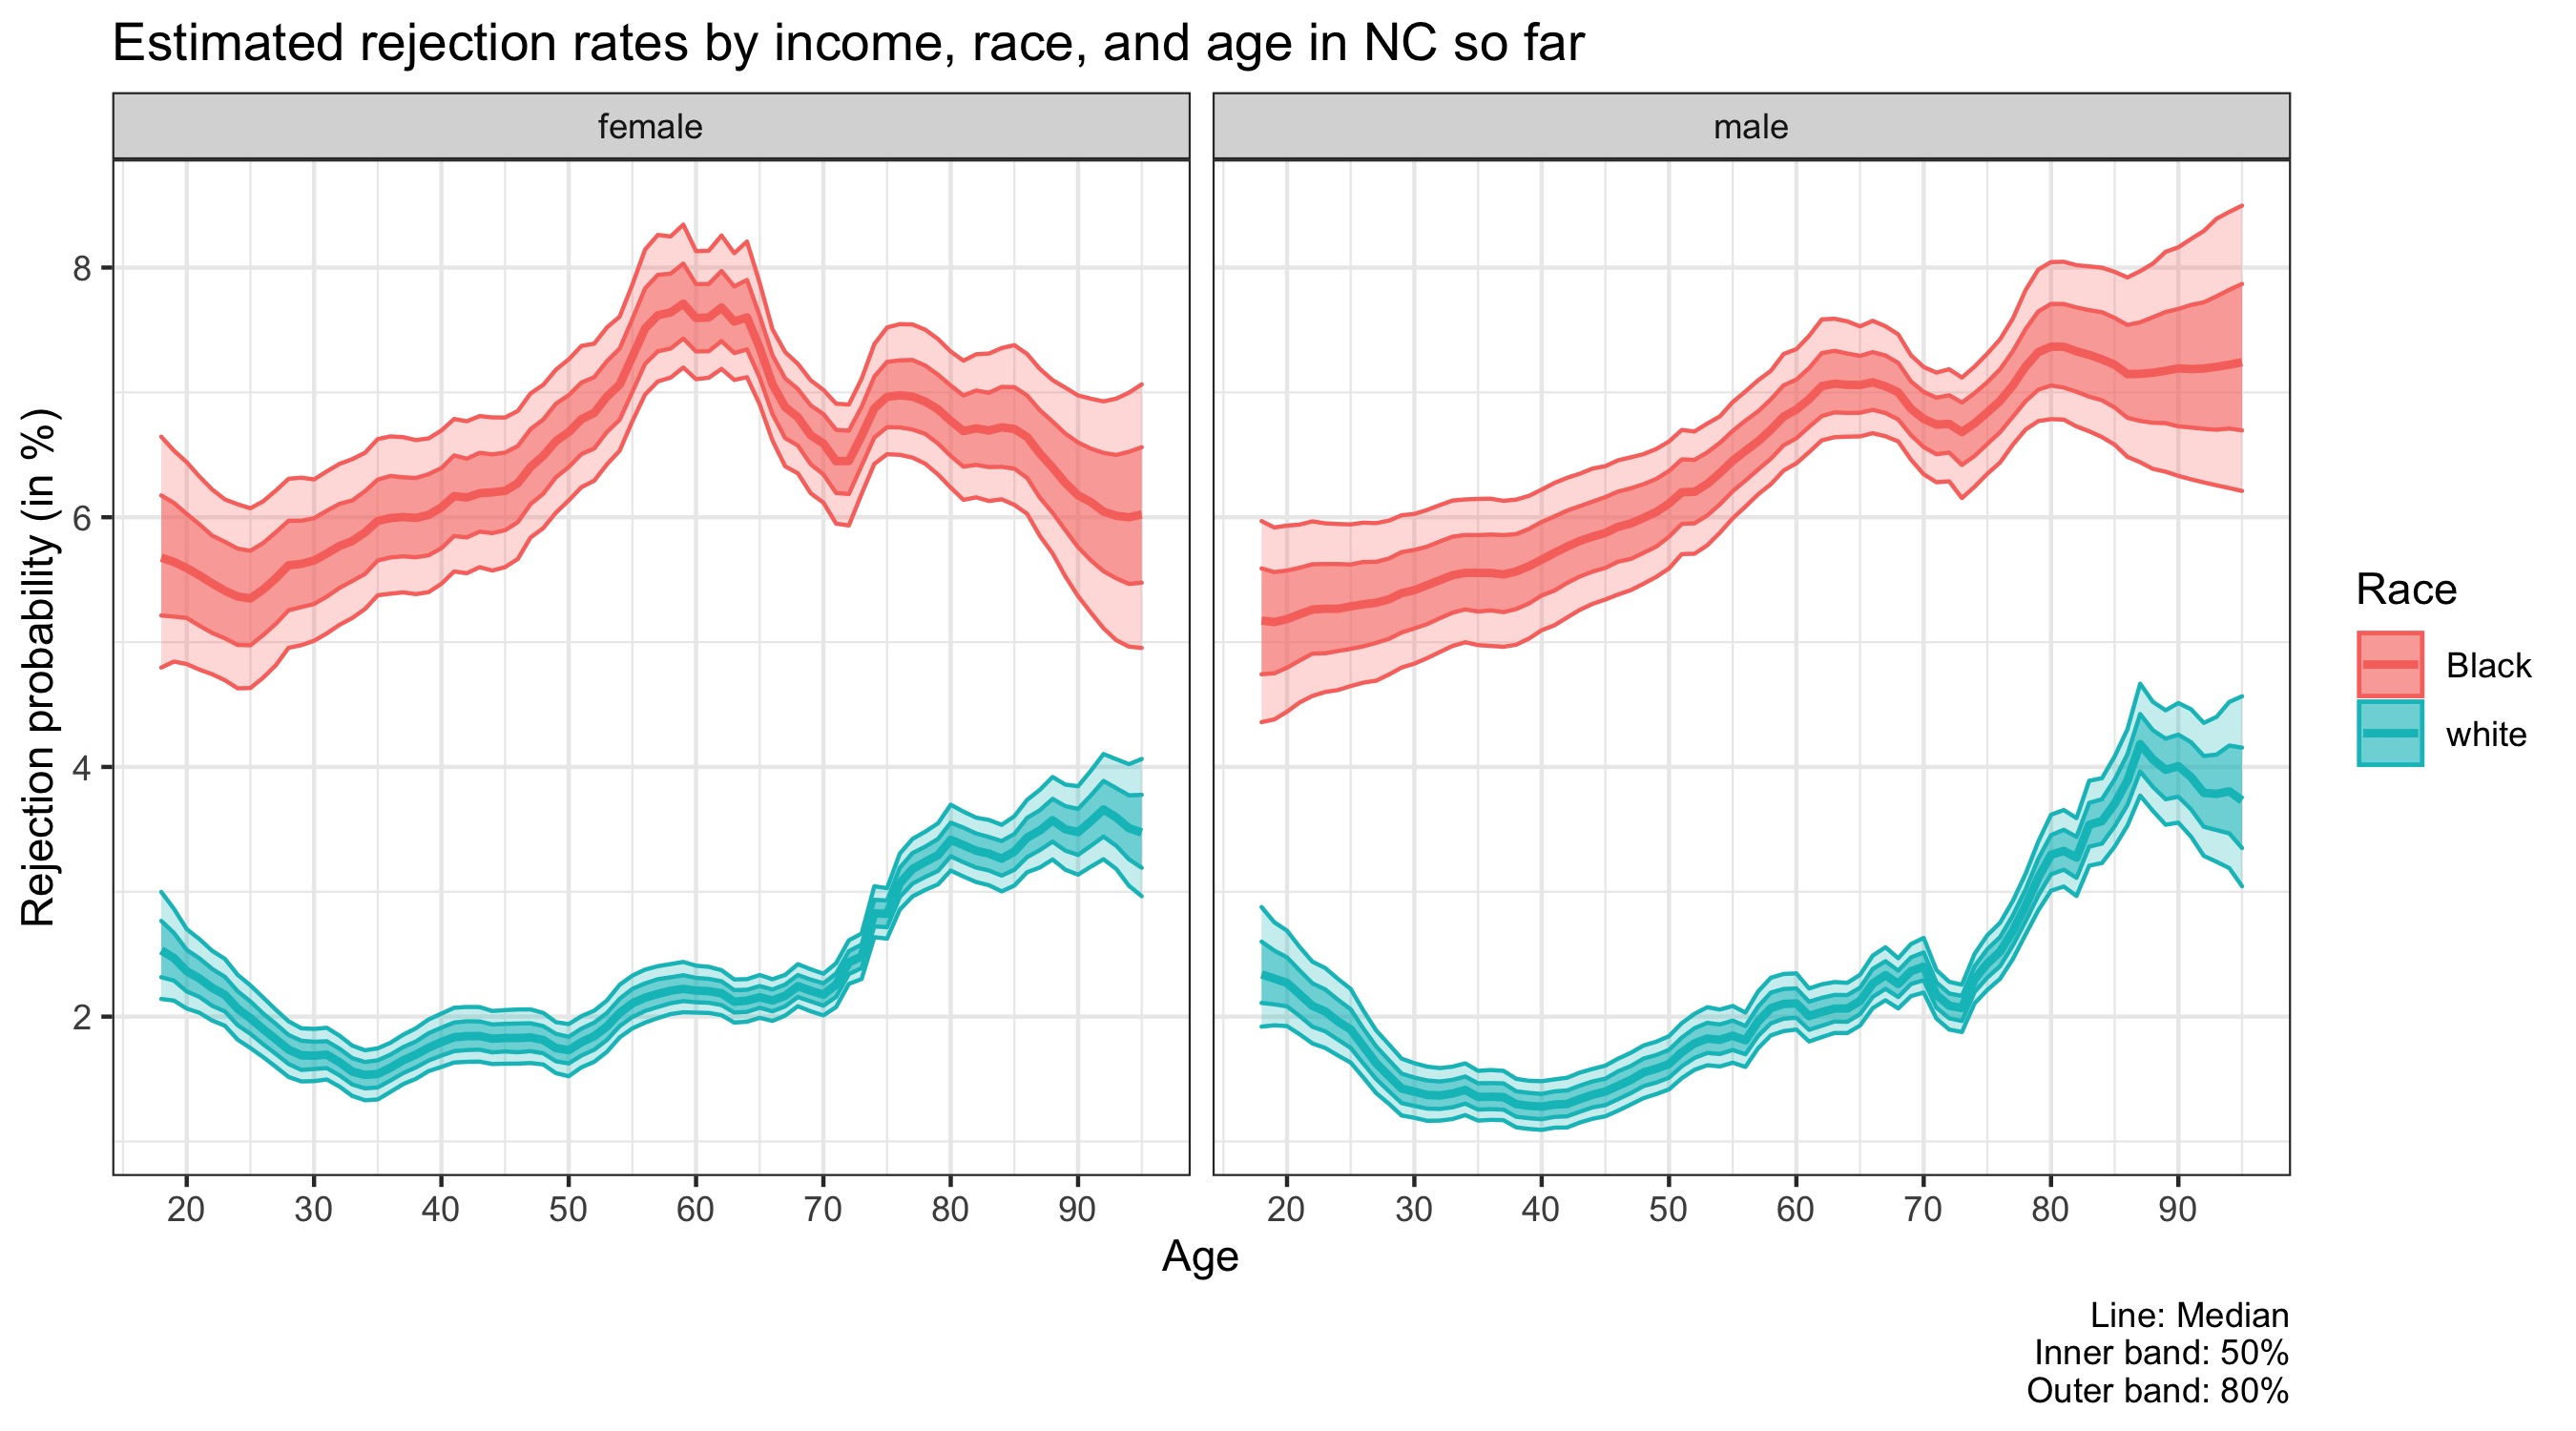 Estimated rejection rates by income, race, and age in NC so far
female
male
Rejection probability (in %)
8
6
4
2
20 30 40 50 60 70 80 90
20 30 40 50 60 70 80 90
Age
Race
Black
white
Line: Median
Inner band: 50%
Outer band: 80%